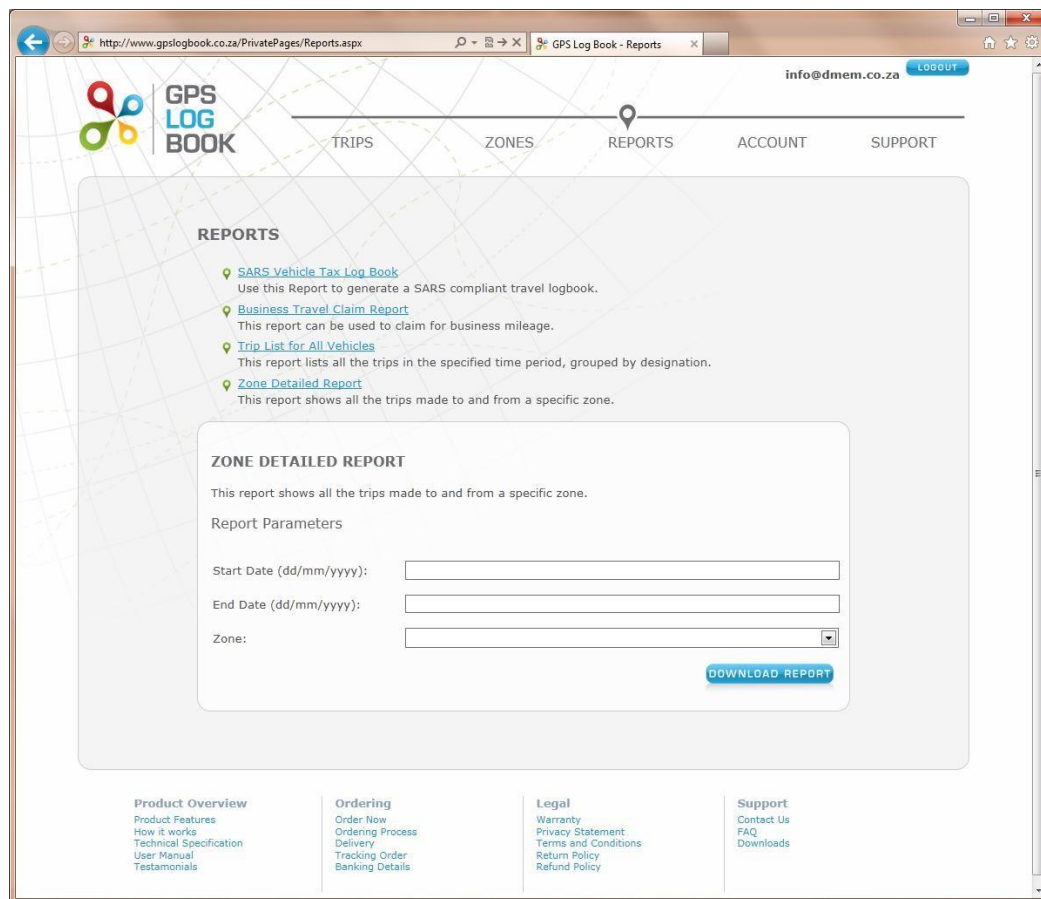 http://www.gpslogbook.co.za/PrivatePages/Reports.aspx
GPS Log Book - Reports
info@dmem.co.za
LOGOUT
GPS
LOG
BOOK
TRIPS
ZONES
REPORTS
ACCOUNT
SUPPORT
REPORTS
SARS Vehicle Tax Log Book
Use this Report to generate a SARS compliant travel logbook.
Business Travel Claim Report
This report can be used to claim for business mileage.
Trip List for All Vehicles
This report lists all the trips in the specified time period, grouped by designation.
Zone Detailed Report
This report shows all the trips made to and from a specific zone.
ZONE DETAILED REPORT
This report shows all the trips made to and from a specific zone.
Report Parameters
Start Date (dd/mm/yyyy):
End Date (dd/mm/yyyy):
Zone:
DOWNLOAD REPORT
Product Overview
Product Features
How it works
Technical Specification
User Manual
Testamonials
Ordering
Order Now
Ordering Process
Delivery
Tracking Order
Banking Details
Legal
Warranty
Privacy Statement
Terms and Conditions
Return Policy
Refund Policy
Support
Contact Us
FAQ
Downloads